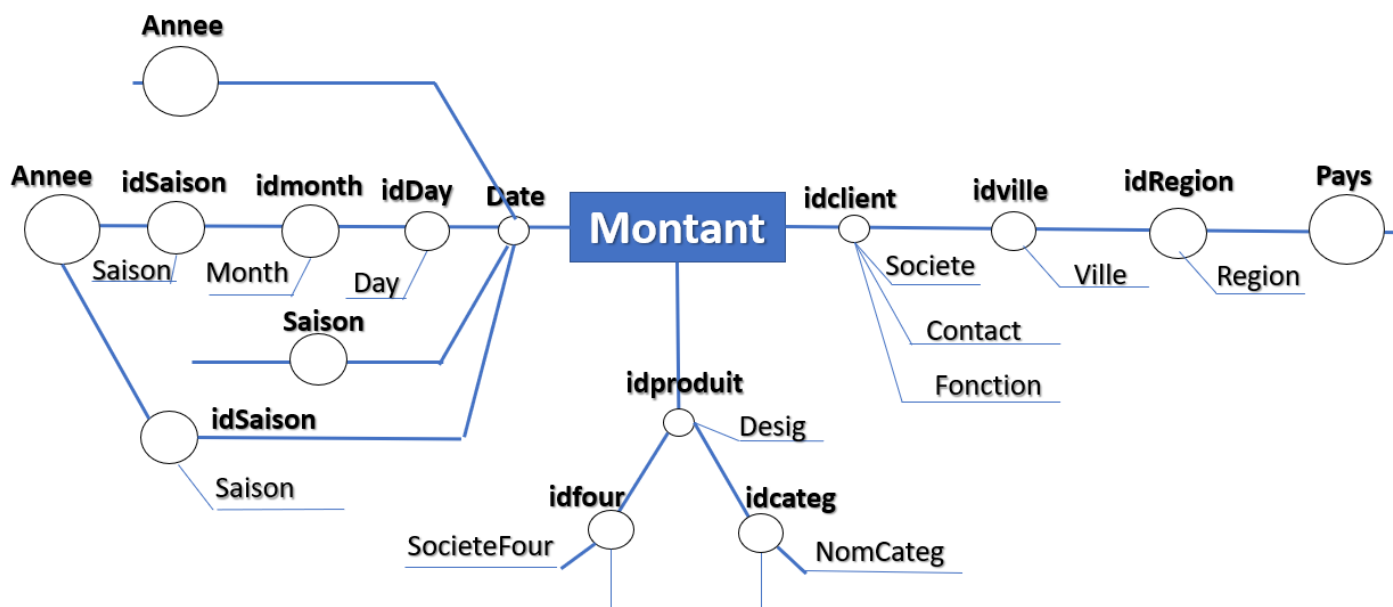 Annee
Annee
idSaison
idmonth
idDay
Date
Montant
idclient
idville
idRegion
Pays
Saison
Month
Day
Societe
Ville
Region
Saison
Contact
idproduit
Fonction
idSaison
Desig
Saison
idfour
idcateg
SocieteFour
NomCateg